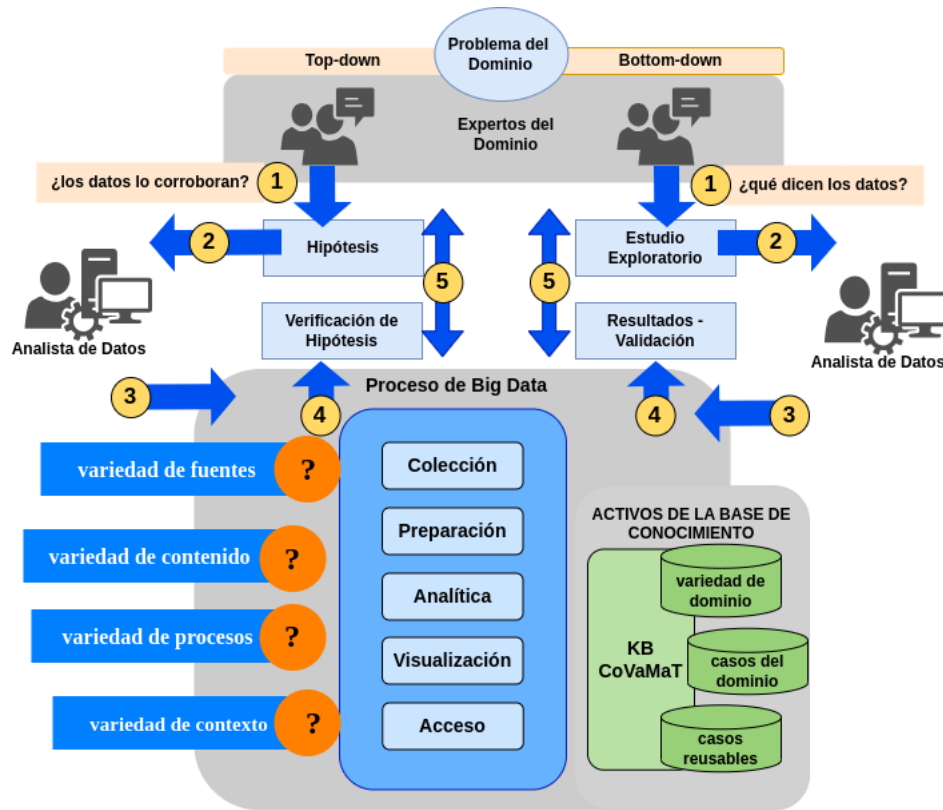 Problema del
Dominio
Top-down
Bottom-down
Expertos del
Dominio
¿los datos lo corroboran?
1
1
¿qué dicen los datos?
2
Hipótesis
5
5
Estudio
Exploratorio
2
Analista de Datos
Verificación de
Hipótesis
Resultados -
Validación
Analista de Datos
3
4
Proceso de Big Data
4
3
variedad de fuentes
?
Colección
variedad de contenido
?
Preparación
variedad de procesos
?
Analítica
Visualización
variedad de contexto
?
Acceso
ACTIVOS DE LA BASE DE
CONOCIMIENTO
KB
CoVaMaT
variedad de
dominio
casos del
dominio
casos
reusables